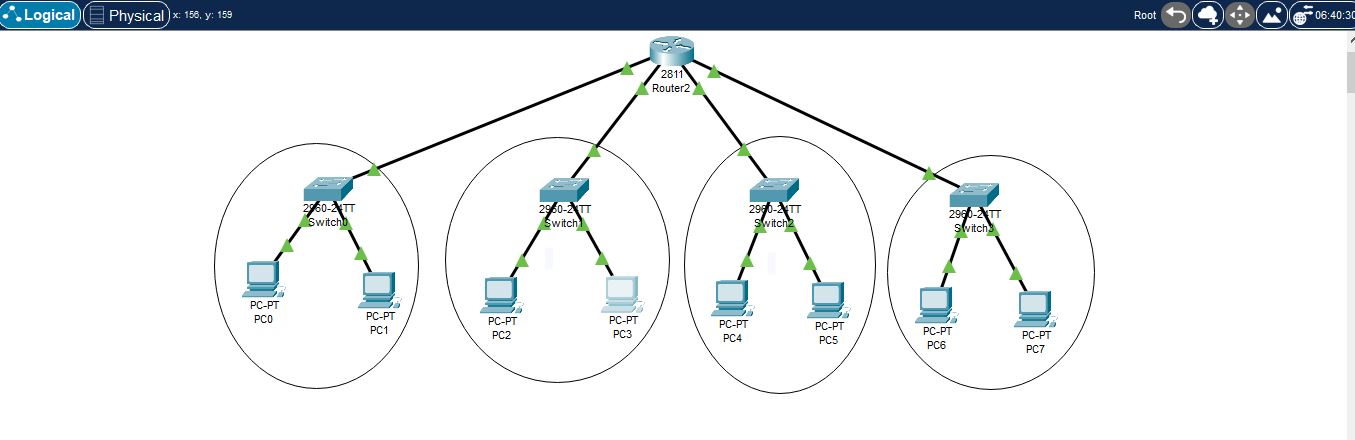 Logical
Physical
x: 156, y: 159
Root
06:40:30
2811
Router2
2960-24TT
Switch0
2960-24TT
Switch1
2960-24TT
Switch2
2960-24TT
Switch3
PC-PT
PC0
PC-PT
PC1
PC-PT
PC2
PC-PT
PC3
PC-PT
PC4
PC-PT
PC5
PC-PT
PC6
PC-PT
PC7